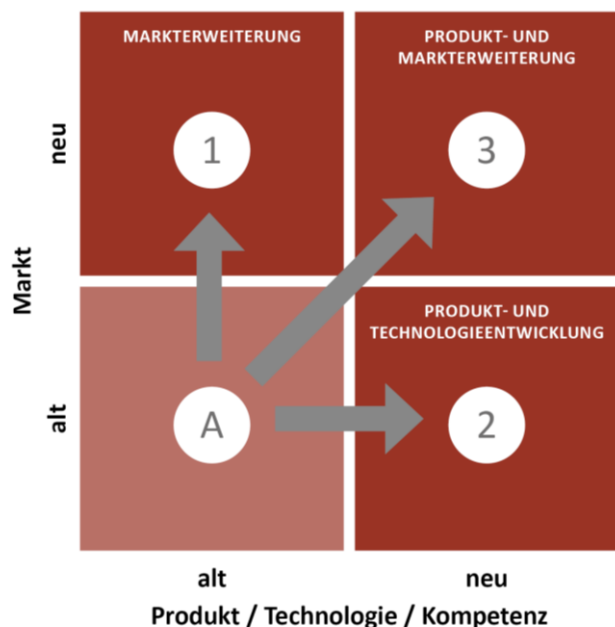 MARKTERWEITERUNG
PRODUKT- UND
MARKTERWEITERUNG
neu
1
3
Markt
PRODUKT- UND
TECHNOLOGIEENTWICKLUNG
alt
A
2
alt
neu
Produkt / Technologie / Kompetenz